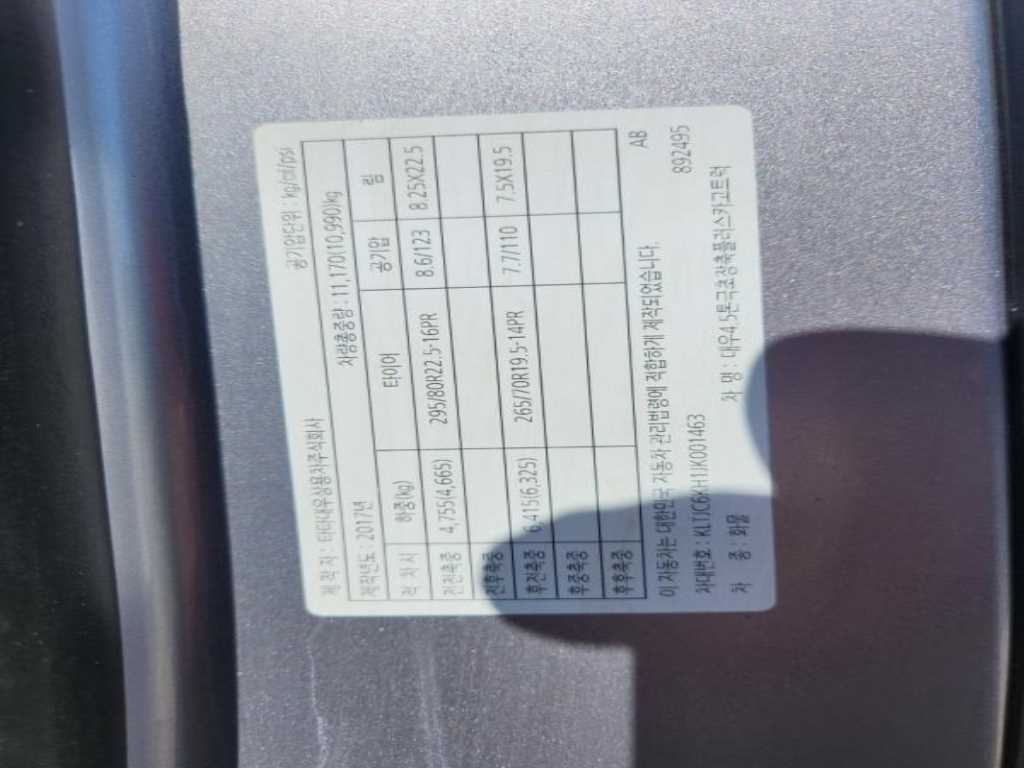 제 작 자 : 타타대우상용차주식회사 공기압단위 : kg/㎠/psi
제작년도 : 2017년 차량총중량 : 11,170(10,990)kg
적 차 시 하중(kg) 타이어 공기압 림
전전축중 4,755(4,665) 295/80R22.5-16PR 8.6/123 8.25X22.5
전후축중
후전축중 6,415(6,325) 265/70R19.5-14PR 7.7/110 7.5X19.5
후중축중
후후축중
이 자동차는 대한민국 자동차 관리법령에 적합하게 제작되었습니다. AB
차대번호 : KLTJC6KH1JK001463 892495
차 종 : 화물 차 명 : 대우4.5톤극초장축플러스카고트럭